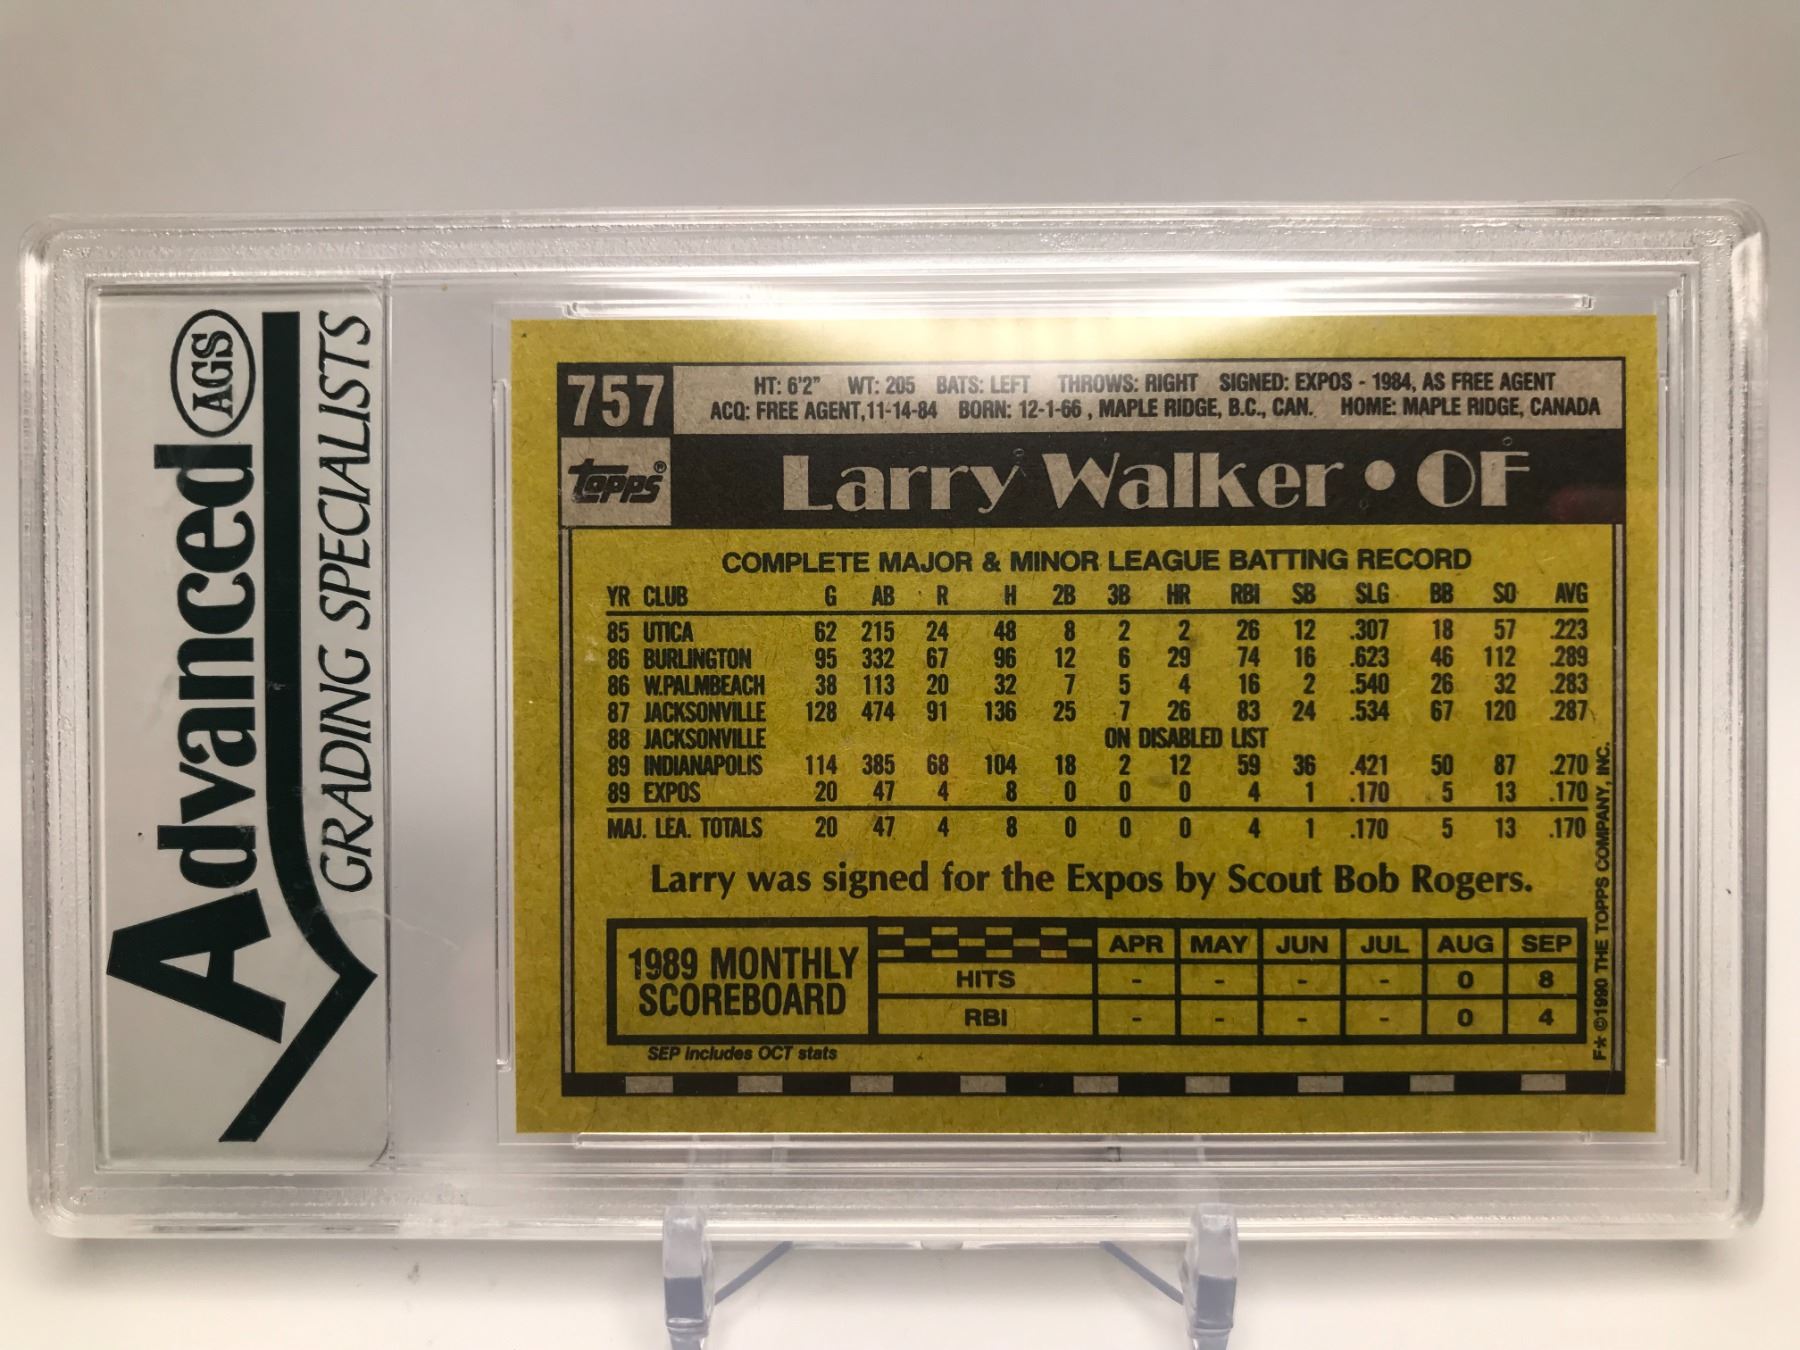 Advanced AGS
GRADING SPECIALISTS
757
HT: 6'2" WT: 205 BATS: LEFT THROWS: RIGHT SIGNED: EXPOS - 1984, AS FREE AGENT
ACQ: FREE AGENT,11-14-84 BORN: 12-1-66 , MAPLE RIDGE, B.C., CAN. HOME: MAPLE RIDGE, CANADA
Topps®
Larry Walker • OF
COMPLETE MAJOR & MINOR LEAGUE BATTING RECORD
YR CLUB G AB R H 2B 3B HR RBI SB SLG BB SO AVG
85 UTICA 62 215 24 48 8 2 2 26 12 .307 18 57 .223
86 BURLINGTON 95 332 67 96 12 6 29 74 16 .623 46 112 .289
86 W.PALMBEACH 38 113 20 32 7 5 4 16 2 .540 26 32 .283
87 JACKSONVILLE 128 474 91 136 25 7 26 83 24 .534 67 120 .287
88 JACKSONVILLE ON DISABLED LIST
89 INDIANAPOLIS 114 385 68 104 18 2 12 59 36 .421 50 87 .270
89 EXPOS 20 47 4 8 0 0 0 4 1 .170 5 13 .170
MAJ. LEA. TOTALS 20 47 4 8 0 0 0 4 1 .170 5 13 .170
Larry was signed for the Expos by Scout Bob Rogers.
1989 MONTHLY
SCOREBOARD
APR MAY JUN JUL AUG SEP
HITS - - - - 0 8
RBI - - - - 0 4
SEP includes OCT stats
F* ©1990 THE TOPPS COMPANY, INC.